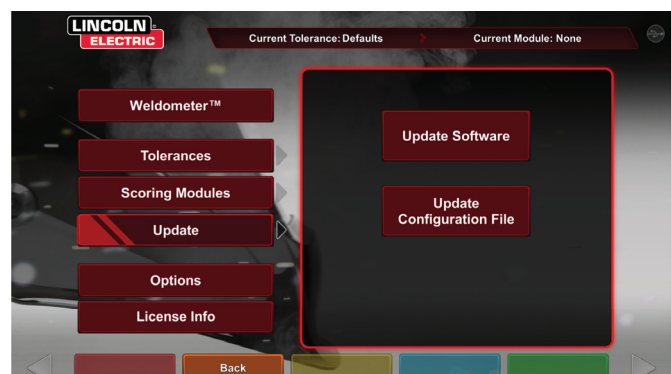 LINCOLN
ELECTRIC
Current Tolerance: Defaults
Current Module: None
Weldometer™
Tolerances
Scoring Modules
Update
Options
License Info
Update Software
Update
Configuration File
Back